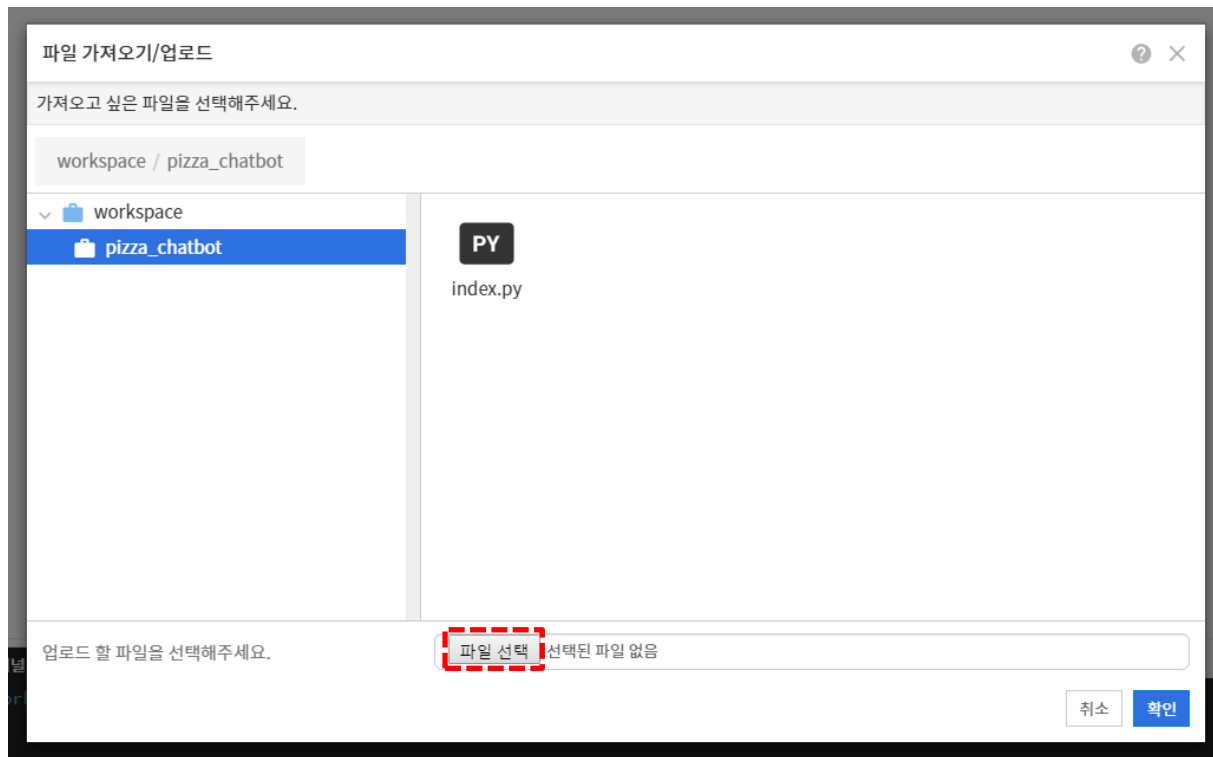 파일 가져오기/업로드
가져오고 싶은 파일을 선택해주세요.
workspace / pizza_chatbot
workspace
pizza_chatbot
PY
index.py
업로드 할 파일을 선택해주세요.
파일 선택 선택된 파일 없음
취소 확인